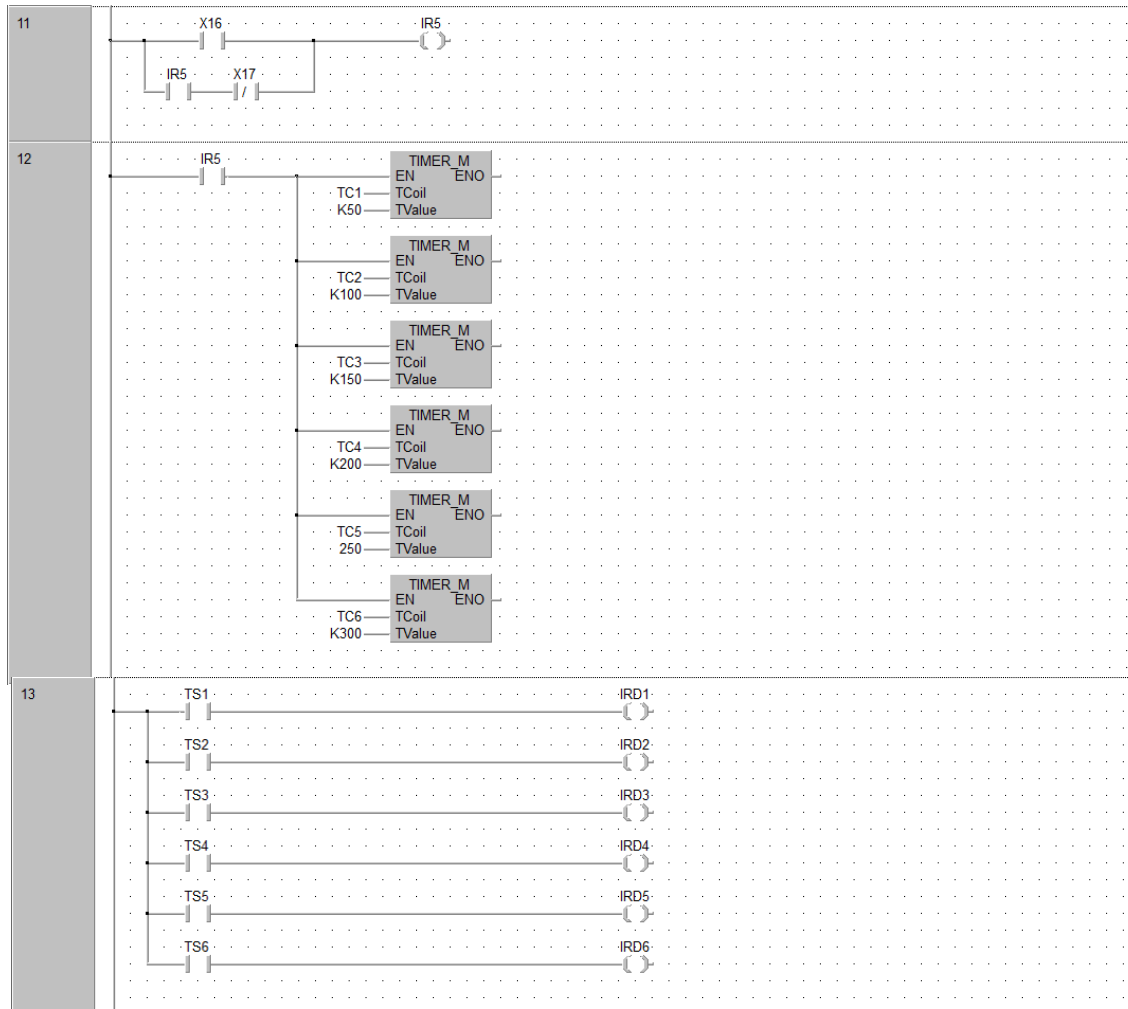 11
X16 IR5
IR5 X17
/
12
IR5 TIMER_M
EN ENO
TC1 TCoil
K50 TValue
TIMER_M
EN ENO
TC2 TCoil
K100 TValue
TIMER_M
EN ENO
TC3 TCoil
K150 TValue
TIMER_M
EN ENO
TC4 TCoil
K200 TValue
TIMER_M
EN ENO
TC5 TCoil
250 TValue
TIMER_M
EN ENO
TC6 TCoil
K300 TValue
13
TS1 IRD1
TS2 IRD2
TS3 IRD3
TS4 IRD4
TS5 IRD5
TS6 IRD6